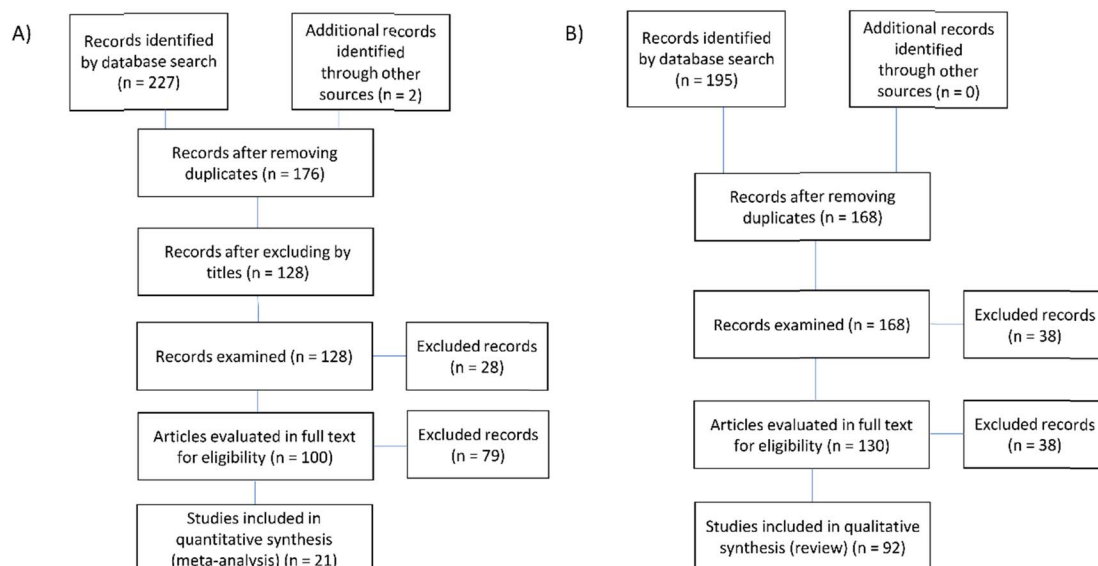 A)
Records identified
by database search
(n = 227)
Additional records
identified
through other
sources (n = 2)
Records after removing
duplicates (n = 176)
Records after excluding by
titles (n = 128)
Records examined (n = 128)
Excluded records
(n = 28)
Articles evaluated in full text
for eligibility (n = 100)
Excluded records
(n = 79)
Studies included in
quantitative synthesis
(meta-analysis) (n = 21)
B)
Records identified
by database search
(n = 195)
Additional records
identified
through other
sources (n = 0)
Records after removing
duplicates (n = 168)
Records examined (n = 168)
Excluded records
(n = 38)
Articles evaluated in full text
for eligibility (n = 130)
Excluded records
(n = 38)
Studies included in qualitative
synthesis (review) (n = 92)